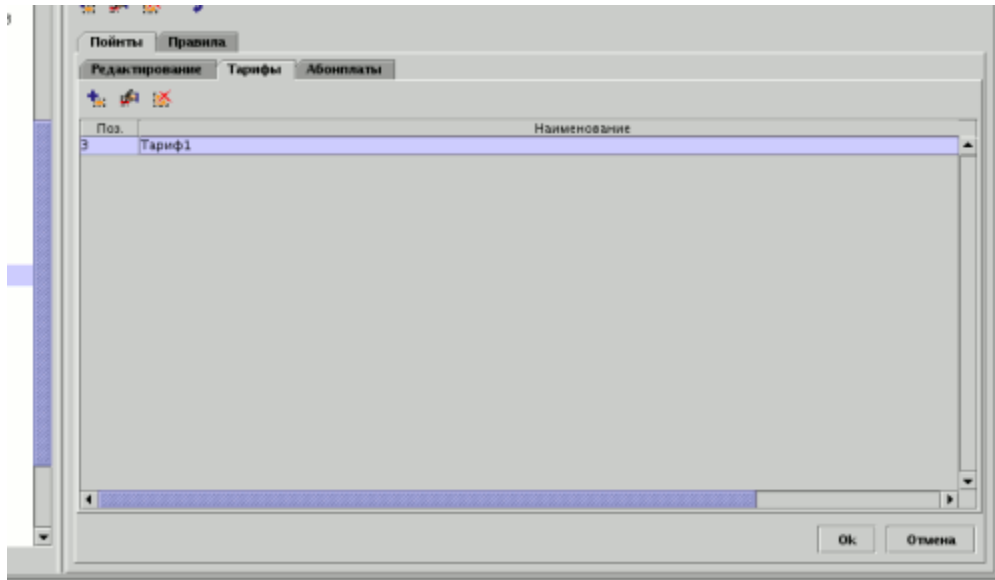 Пойнты Правила
Редактирование Тарифы Абонплаты
Поз. Наименование
3 Тариф1
Ok Отмена